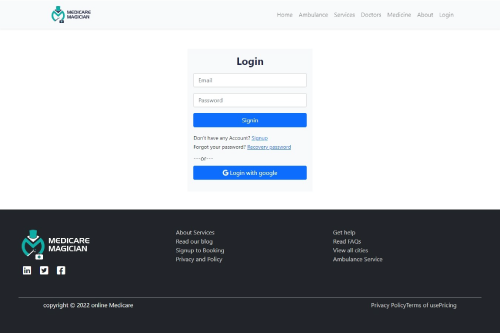 MEDICARE
MAGICIAN
Home Ambulance Services Doctors Medicine About Login
Login
Email
Password
Signin
Don't have any Account? Signup
Forgot your password? Recovery password
----or----
G Login with google
MEDICARE
MAGICIAN
About Services
Read our blog
Signup to Booking
Privacy and Policy
Get help
Read FAQs
View all cities
Ambulance Service
copyright © 2022 online Medicare
Privacy PolicyTerms of usePricing